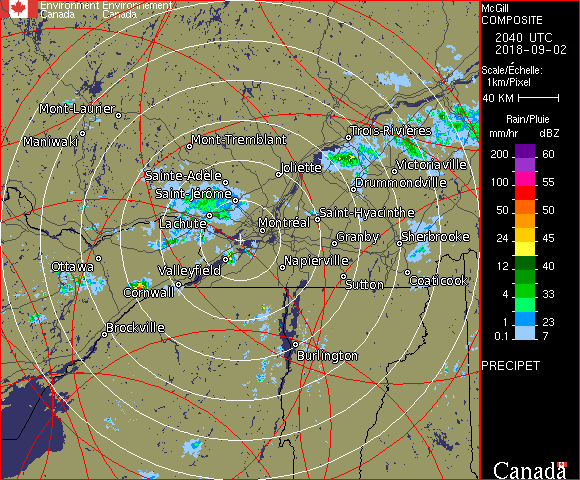 Environment Environnement
Canada Canada
McGill
COMPOSITE
2040 UTC
2018-09-02
Scale/Échelle:
1km/Pixel
40 KM
Rain/Pluie
mm/hr dBZ
200 60
100 55
50 50
24 45
12 40
8 33
4 33
1 23
0.1 7
PRECIPET
Canada
Mont-Laurier
Maniwaki
Mont-Tremblant
Trois-Rivières
Joliette
Victoriaville
Sainte-Adèle
Drummondville
Saint-Jérôme
Lachute
Saint-Hyacinthe
Montréal
Granby
Sherbrooke
Ottawa
Valleyfield
Napierville
Cornwall
Sutton
Coaticook
Brockville
Burlington